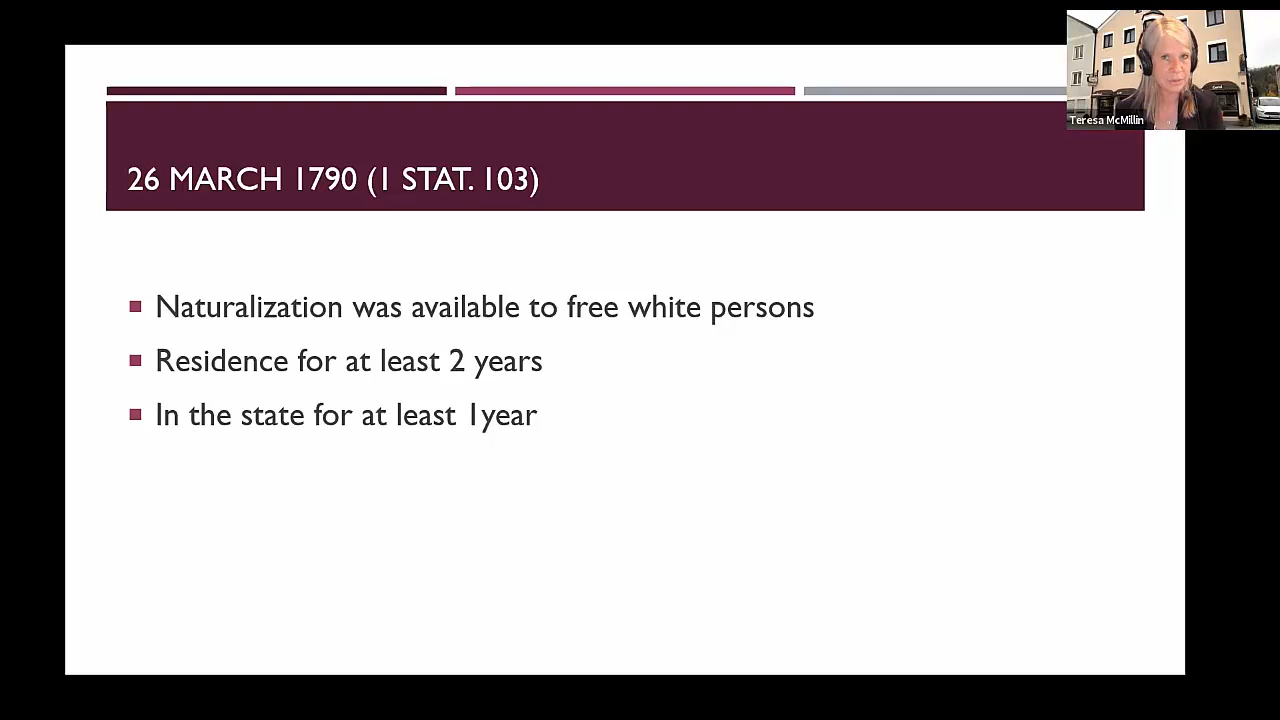 Teresa McMillin
26 MARCH 1790 (1 STAT. 103)
Naturalization was available to free white persons
Residence for at least 2 years
In the state for at least 1year